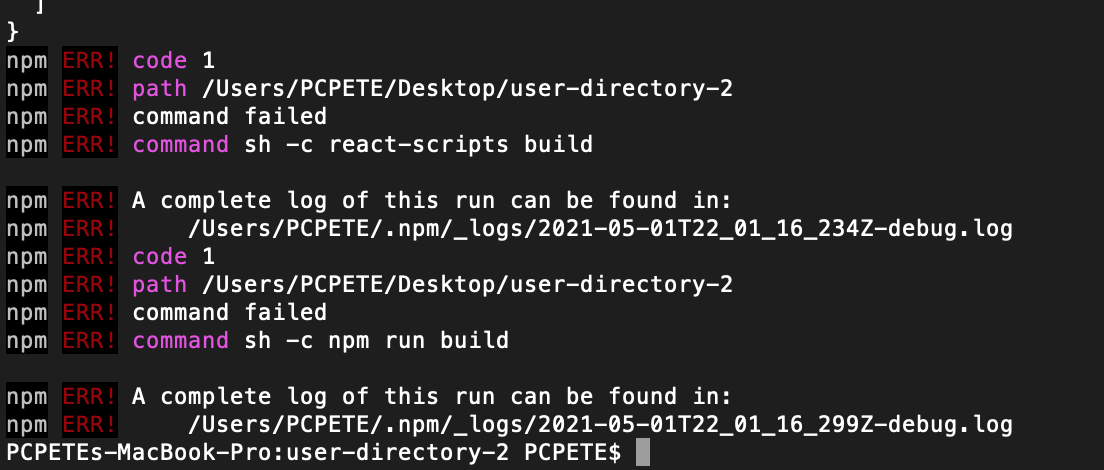 ]
}
npm ERR! code 1
npm ERR! path /Users/PCPETE/Desktop/user-directory-2
npm ERR! command failed
npm ERR! command sh -c react-scripts build

npm ERR! A complete log of this run can be found in:
npm ERR!     /Users/PCPETE/.npm/_logs/2021-05-01T22_01_16_234Z-debug.log
npm ERR! code 1
npm ERR! path /Users/PCPETE/Desktop/user-directory-2
npm ERR! command failed
npm ERR! command sh -c npm run build

npm ERR! A complete log of this run can be found in:
npm ERR!     /Users/PCPETE/.npm/_logs/2021-05-01T22_01_16_299Z-debug.log
PCPETEs-MacBook-Pro:user-directory-2 PCPETE$